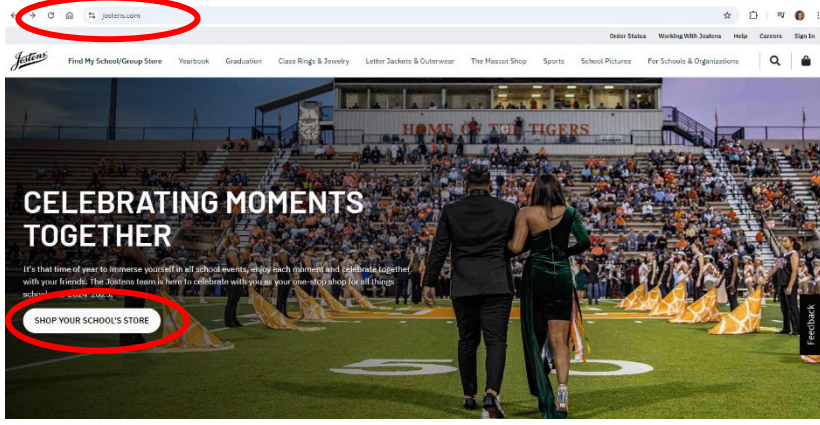 jostens.com
Order Status Working With Jostens Help Careers Sign In
Jostens
Find My School/Group Store Yearbook Graduation Class Rings & Jewelry Letter Jackets & Outerwear The Mascot Shop Sports School Pictures For Schools & Organizations
HOME OF THE TIGERS
CELEBRATING MOMENTS
TOGETHER
It's that time of year to immerse yourself in all school events, enjoy each moment and celebrate together
with your friends. The Jostens team is here to celebrate with you as your one-stop shop for all things
2024-2025.
SHOP YOUR SCHOOL'S STORE
Feedback
5 0